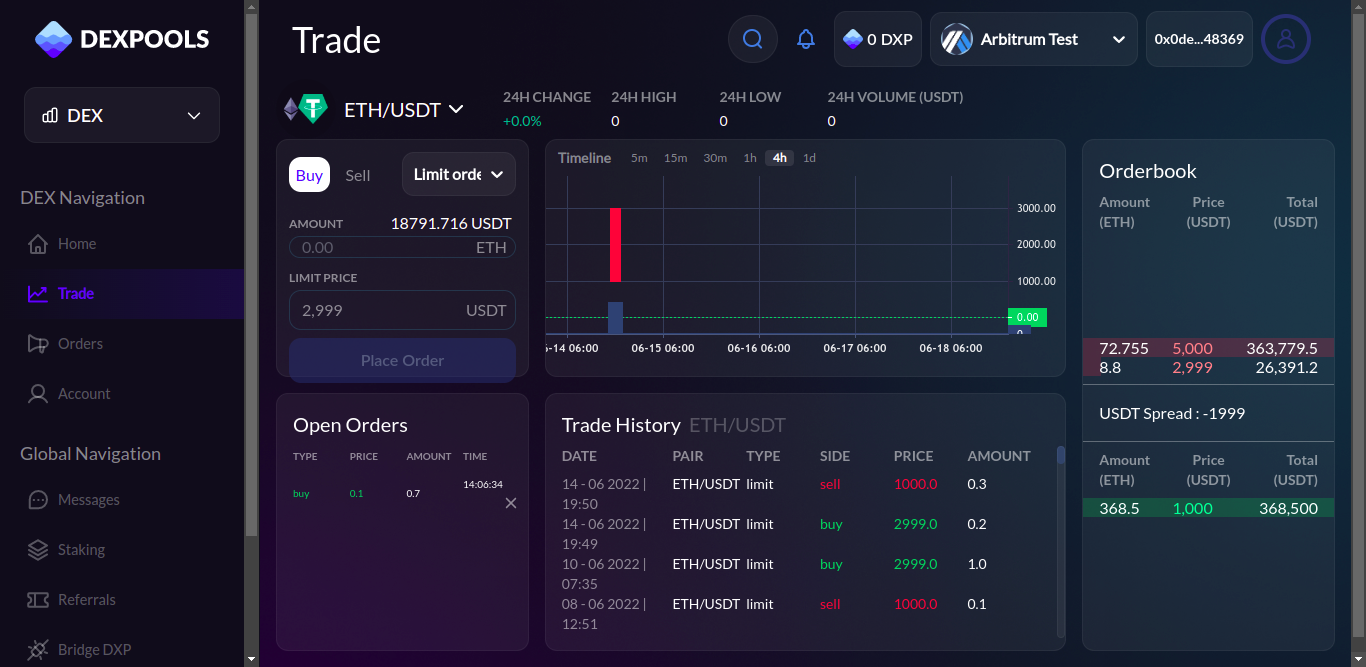 DEXPOOLS
DEX
DEX Navigation
Home
Trade
Orders
Account
Global Navigation
Messages
Staking
Referrals
Bridge DXP
Trade
0 DXP
Arbitrum Test
0x0de...48369
ETH/USDT
24H CHANGE 24H HIGH 24H LOW 24H VOLUME (USDT)
+0.0% 0 0 0
Buy Sell Limit orde
AMOUNT 18791.716 USDT
0.00 ETH
LIMIT PRICE
2,999 USDT
Place Order
Timeline 5m 15m 30m 1h 4h 1d
3000.00
2000.00
1000.00
0.00
0
6-14 06:00 06-15 06:00 06-16 06:00 06-17 06:00 06-18 06:00
Orderbook
Amount Price Total
(ETH) (USDT) (USDT)
72.755 5,000 363,779.5
8.8 2,999 26,391.2
USDT Spread : -1999
Amount Price Total
(ETH) (USDT) (USDT)
368.5 1,000 368,500
Open Orders
TYPE PRICE AMOUNT TIME
buy 0.1 0.7 14:06:34
Trade History ETH/USDT
DATE PAIR TYPE SIDE PRICE AMOUNT
14 - 06 2022 | ETH/USDT limit sell 1000.0 0.3
19:50
14 - 06 2022 | ETH/USDT limit buy 2999.0 0.2
19:49
10 - 06 2022 | ETH/USDT limit buy 2999.0 1.0
07:35
08 - 06 2022 | ETH/USDT limit sell 1000.0 0.1
12:51